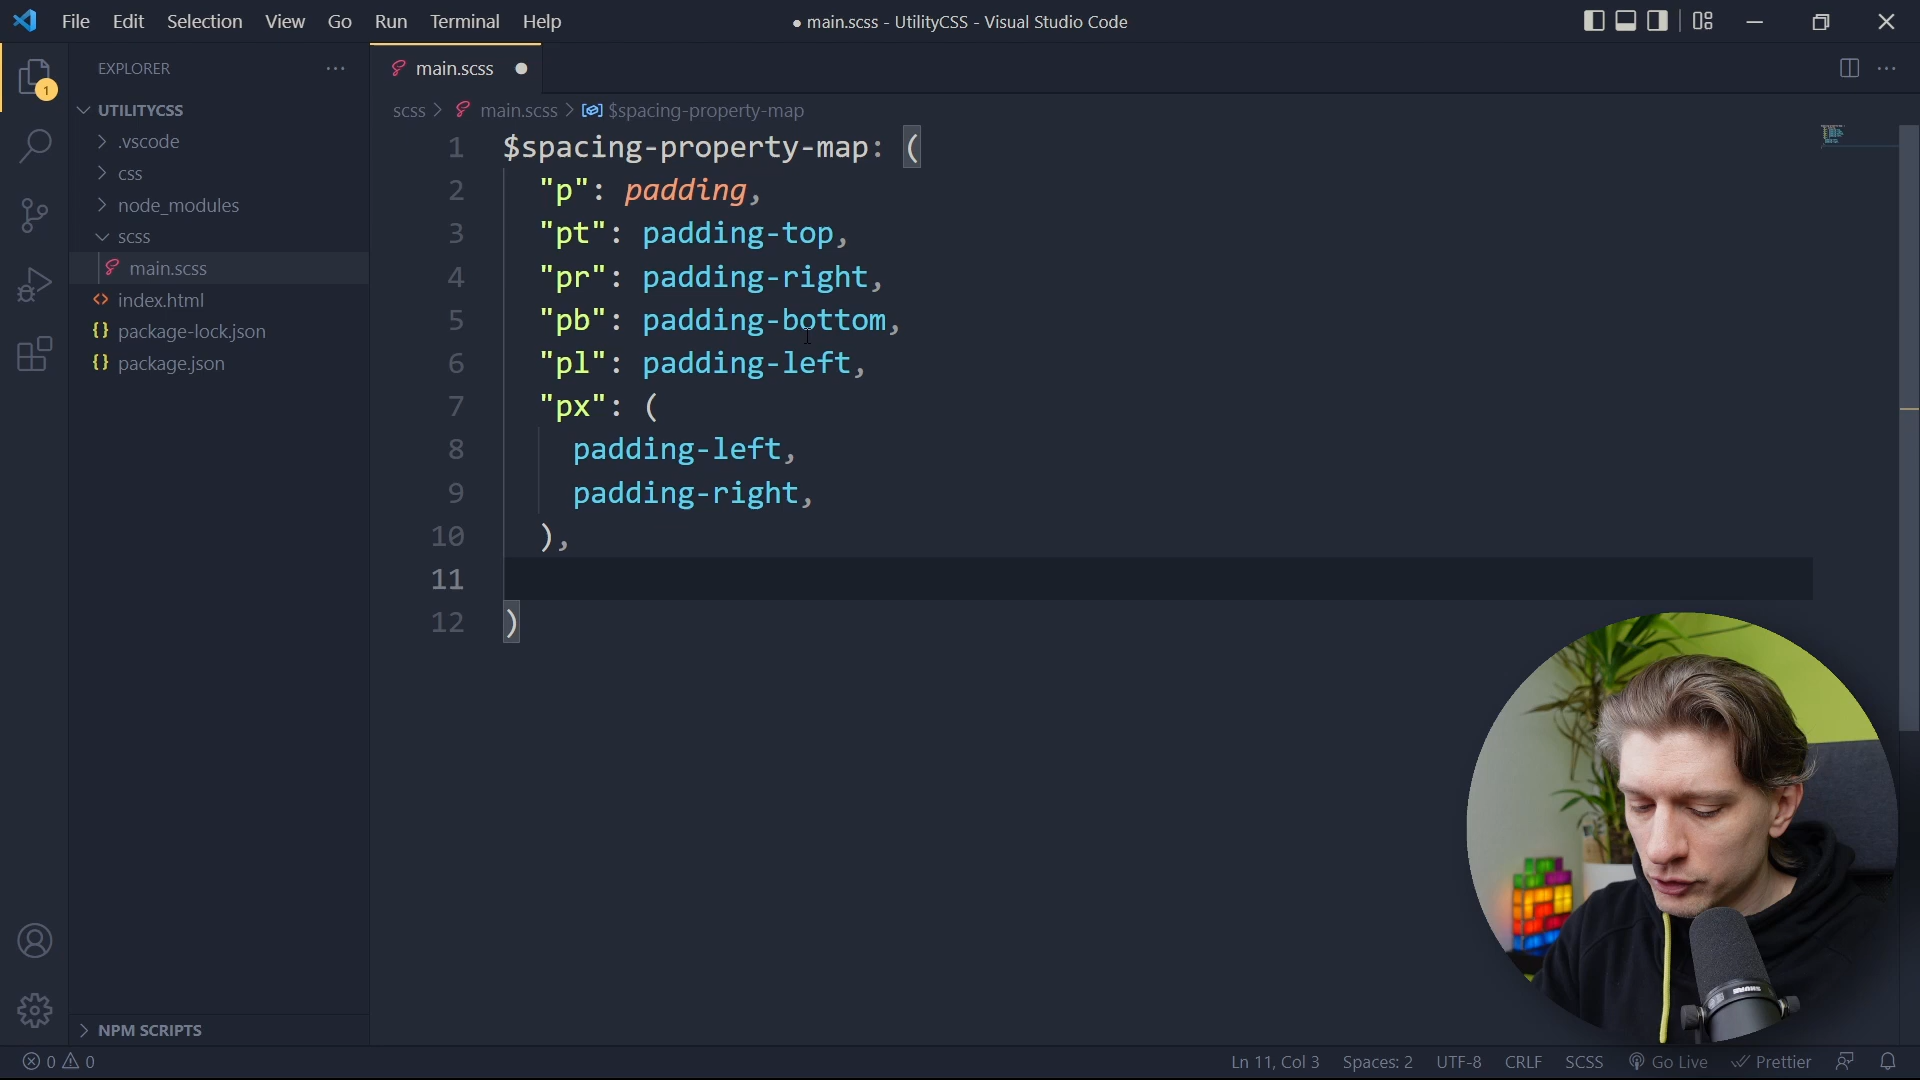 File Edit Selection View Go Run Terminal Help
● main.scss - UtilityCSS - Visual Studio Code
EXPLORER
main.scss
1
UTILITYCSS
.vscode
css
node_modules
scss
main.scss
index.html
package-lock.json
package.json
NPM SCRIPTS
scss > main.scss > $spacing-property-map
1 $spacing-property-map: (
2 "p": padding,
3 "pt": padding-top,
4 "pr": padding-right,
5 "pb": padding-bottom,
6 "pl": padding-left,
7 "px": (
8 padding-left,
9 padding-right,
10 ),
11
12 )
SHURE
0 0
Ln 11, Col 3 Spaces: 2 UTF-8 CRLF SCSS Go Live Prettier